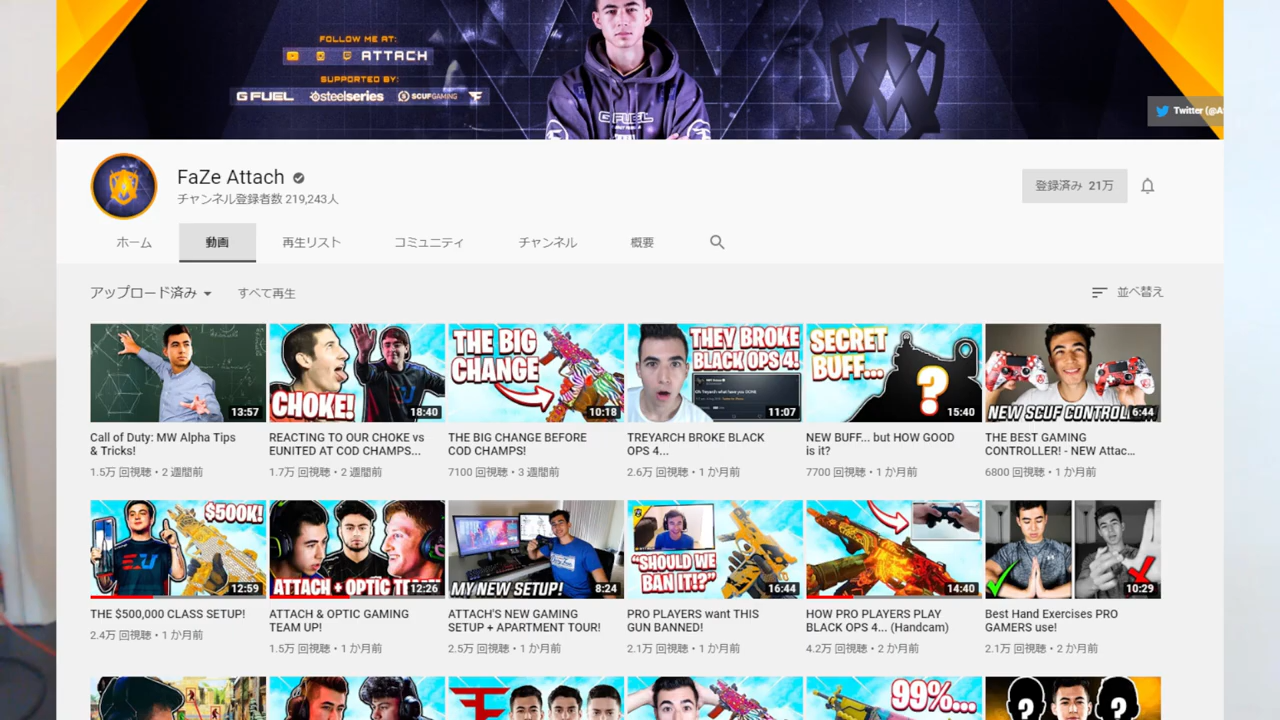 FOLLOW ME AT:
ATTACH
SUPPORTED BY:
G FUEL steelseries SCUFGAMING
G FUEL
Twitter (@A
FaZe Attach
チャンネル登録者数 219,243人
登録済み 21万
ホーム 動画 再生リスト コミュニティ チャンネル 概要
アップロード済み すべて再生 並べ替え
13:57
CHOKE!
18:40
THE BIG
CHANGE
10:18
THEY BROKE
BLACK OPS 4!
11:07
SECRET
BUFF...
?
15:40
NEW SCUF CONTROL
6:44
Call of Duty: MW Alpha Tips
& Tricks!
1.5万 回視聴・2 週間前
REACTING TO OUR CHOKE vs
EUNITED AT COD CHAMPS...
1.7万 回視聴・2 週間前
THE BIG CHANGE BEFORE
COD CHAMPS!
7100 回視聴・3 週間前
TREYARCH BROKE BLACK
OPS 4...
2.6万 回視聴・1 か月前
NEW BUFF... but HOW GOOD
is it?
7700 回視聴・1 か月前
THE BEST GAMING
CONTROLLER! - NEW Attac...
6800 回視聴・1 か月前
$500K!
12:59
ATTACH + OPTIC TE
12:26
MY NEW SETUP!
8:24
"SHOULD WE
BAN IT!?"
16:44
14:40
10:29
THE $500,000 CLASS SETUP!
2.4万 回視聴・1 か月前
ATTACH & OPTIC GAMING
TEAM UP!
1.5万 回視聴・1 か月前
ATTACH'S NEW GAMING
SETUP + APARTMENT TOUR!
2.5万 回視聴・1 か月前
PRO PLAYERS want THIS
GUN BANNED!
2.1万 回視聴・1 か月前
HOW PRO PLAYERS PLAY
BLACK OPS 4... (Handcam)
4.2万 回視聴・2 か月前
Best Hand Exercises PRO
GAMERS use!
2.1万 回視聴・2 か月前
99%...
?